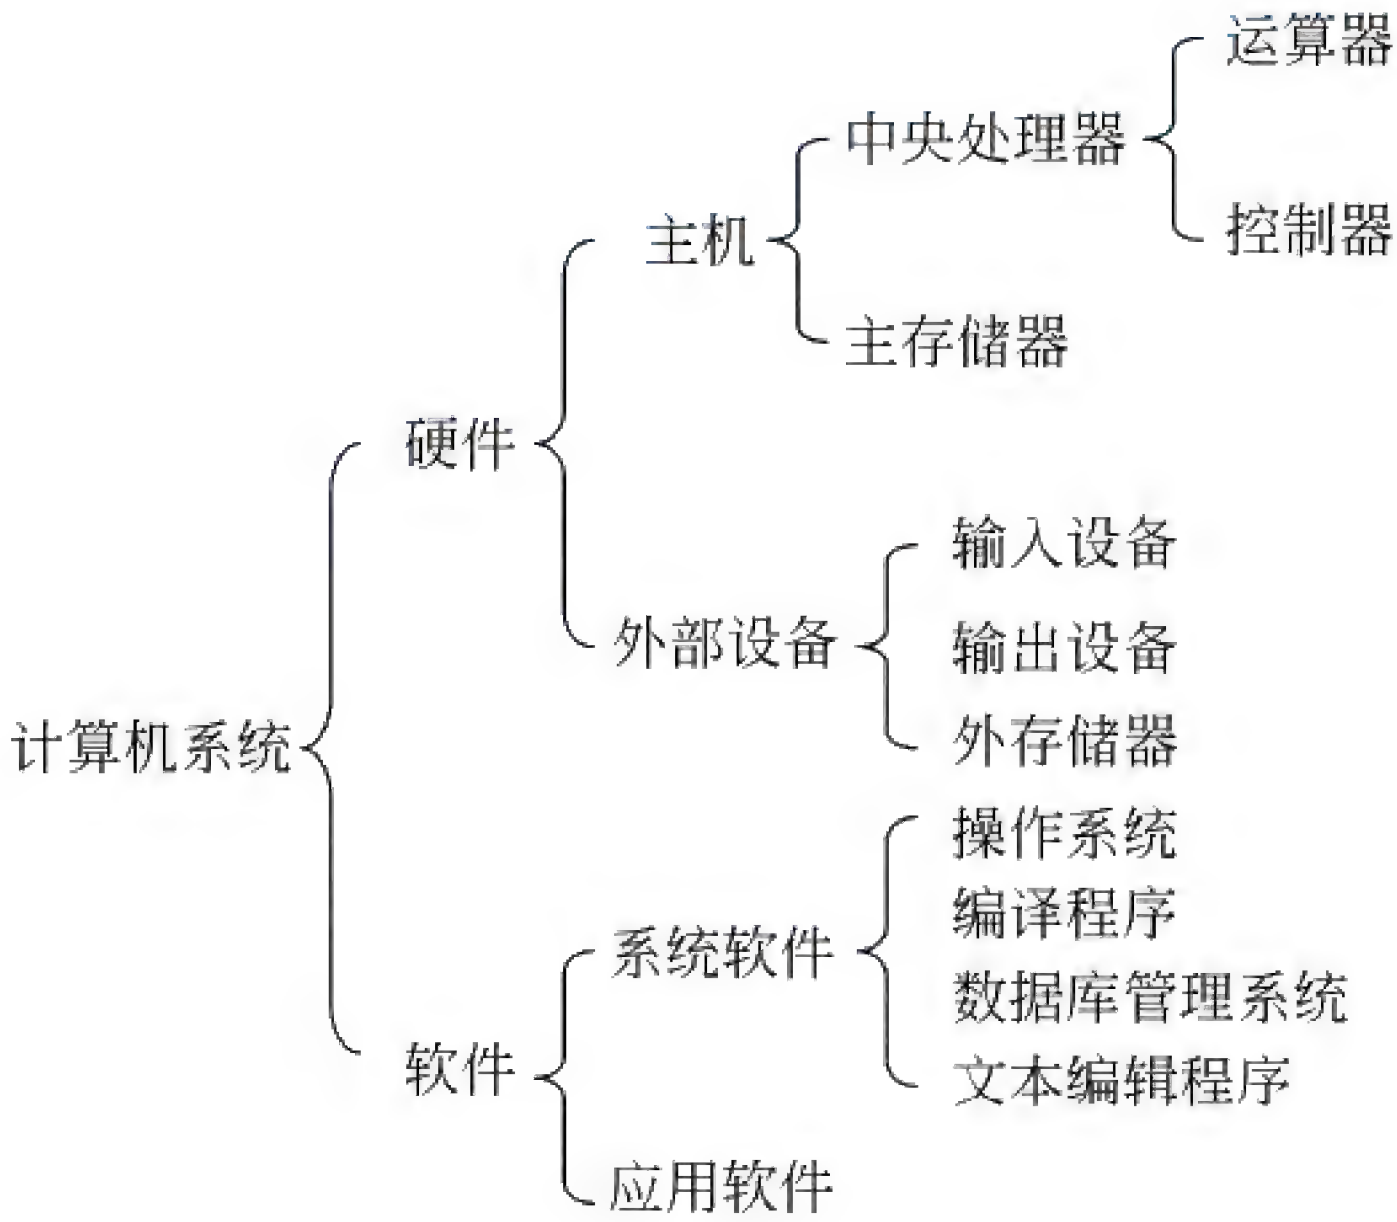 运算器
中央处理器
控制器
主机
主存储器
硬件
输入设备
外部设备
输出设备
外存储器
计算机系统
操作系统
编译程序
系统软件
数据库管理系统
软件
文本编辑程序
应用软件